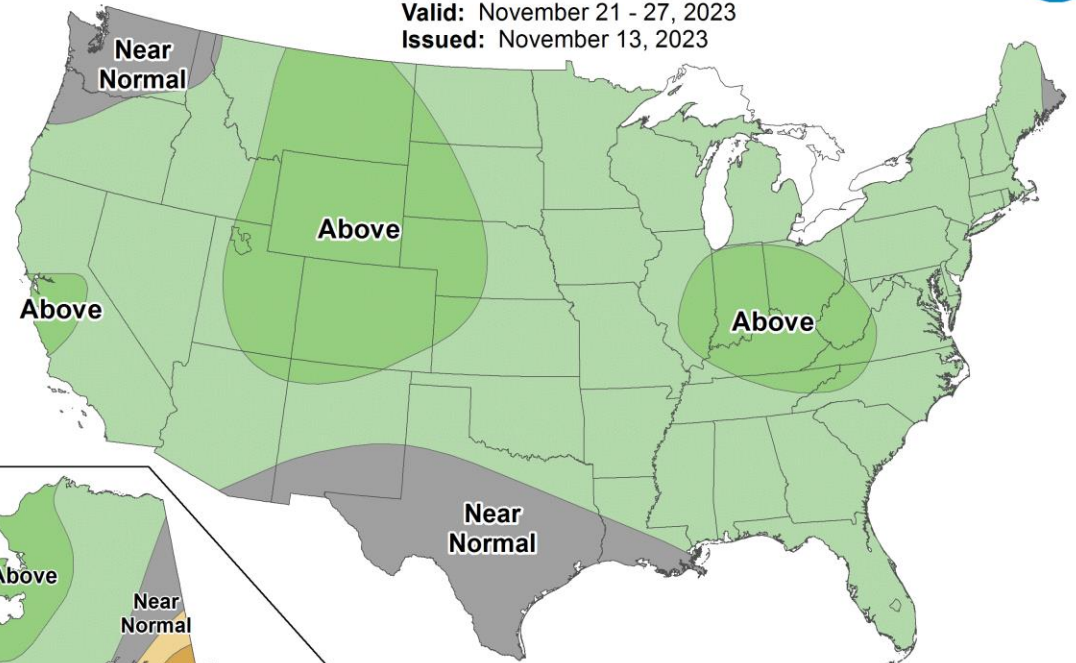 Valid: November 21 - 27, 2023
Issued: November 13, 2023
Near
Normal
Above
Above
Above
Near
Normal
Above
Near
Normal